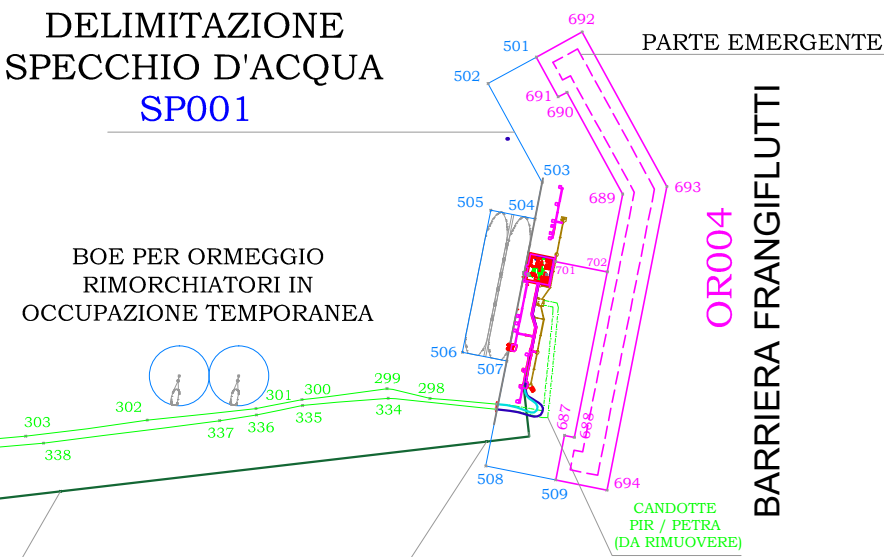 DELIMITAZIONE
SPECCHIO D'ACQUA
SP001
692
501
PARTE EMERGENTE
502
691
690
503
693
689
505
504
OR004
BARRIERA FRANGIFLUTTI
BOE PER ORMEGGIO
RIMORCHIATORI IN
OCCUPAZIONE TEMPORANEA
701
702
506
507
299
298
300
301
302
303
334
335
336
337
338
687
688
508
509
694
CANDOTTE
PIR / PETRA
(DA RIMUOVERE)